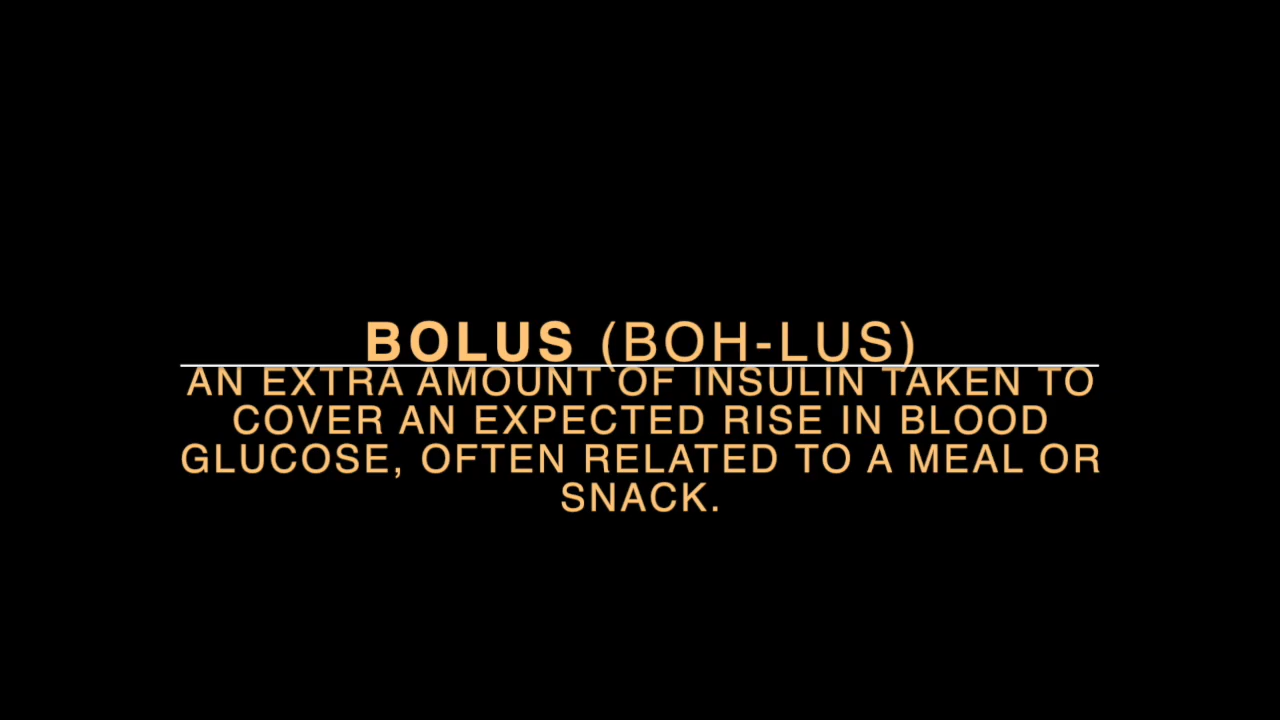 BOLUS (BOH-LUS)
AN EXTRA AMOUNT OF INSULIN TAKEN TO
COVER AN EXPECTED RISE IN BLOOD
GLUCOSE, OFTEN RELATED TO A MEAL OR
SNACK.